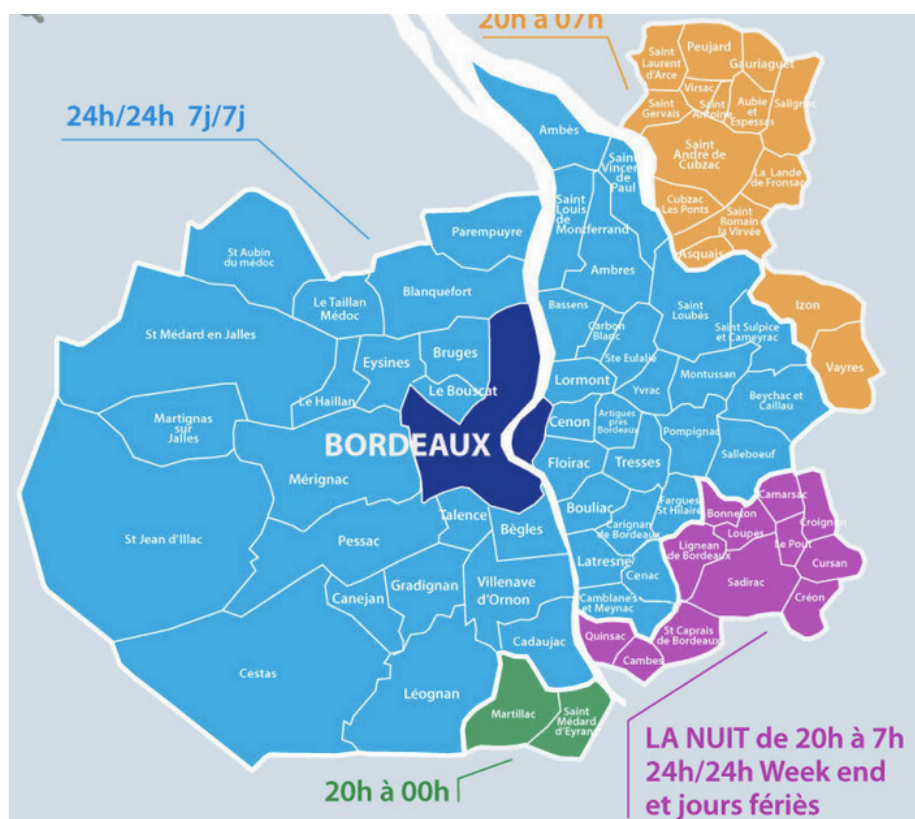 20h à 07h
Saint
Laurent
d'Arce
Peujard
Gauriaguet
Virsac
Saint
Gervais
Saint
Antoine
Aubie
et
Espessas
Salignac
Saint
André de
Cubzac
La Lande
de Fronsac
Cubzac
Les Ponts
Saint
Romain
la Virvée
Asquais
24h/24h 7j/7j
Ambès
Saint
Vincent
de
Paul
Saint
Louis
de
Montferrand
Parempuyre
St Aubin
du médoc
Ambres
Blanquefort
Le Taillan
Médoc
Bassens
Saint
Loubès
Izon
St Médard en Jalles
Carbon
Blanc
Saint Sulpice
et Cameyrac
Bruges
Eysines
Ste Eulalie
Vayres
Lormont
Yvrac
Montussan
Le Bouscat
Le Haillan
Beychac et
Caillau
Martignas
sur
Jalles
Cenon
Artigues
près
Bordeaux
Pompignac
BORDEAUX
Salleboeuf
Floirac
Tresses
Mérignac
Camarsac
Fargues
St Hilaire
Bouliac
Talence
Bonneton
Croignon
Bègles
Carignan
de Bordeaux
Loupes
St Jean d'Illac
Pessac
Le Pout
Lignean
de Bordeaux
Latresne
Cursan
Cenac
Gradignan
Villenave
d'Ornon
Sadirac
Canejan
Camblanes
et Meynac
Créon
Quinsac
St Caprais
de Bordeaux
Cadaujac
Cambes
Cestas
Léognan
Martillac
Saint
Médard
d'Eyran
LA NUIT de 20h à 7h
24h/24h Week end
et jours fériès
20h à 00h